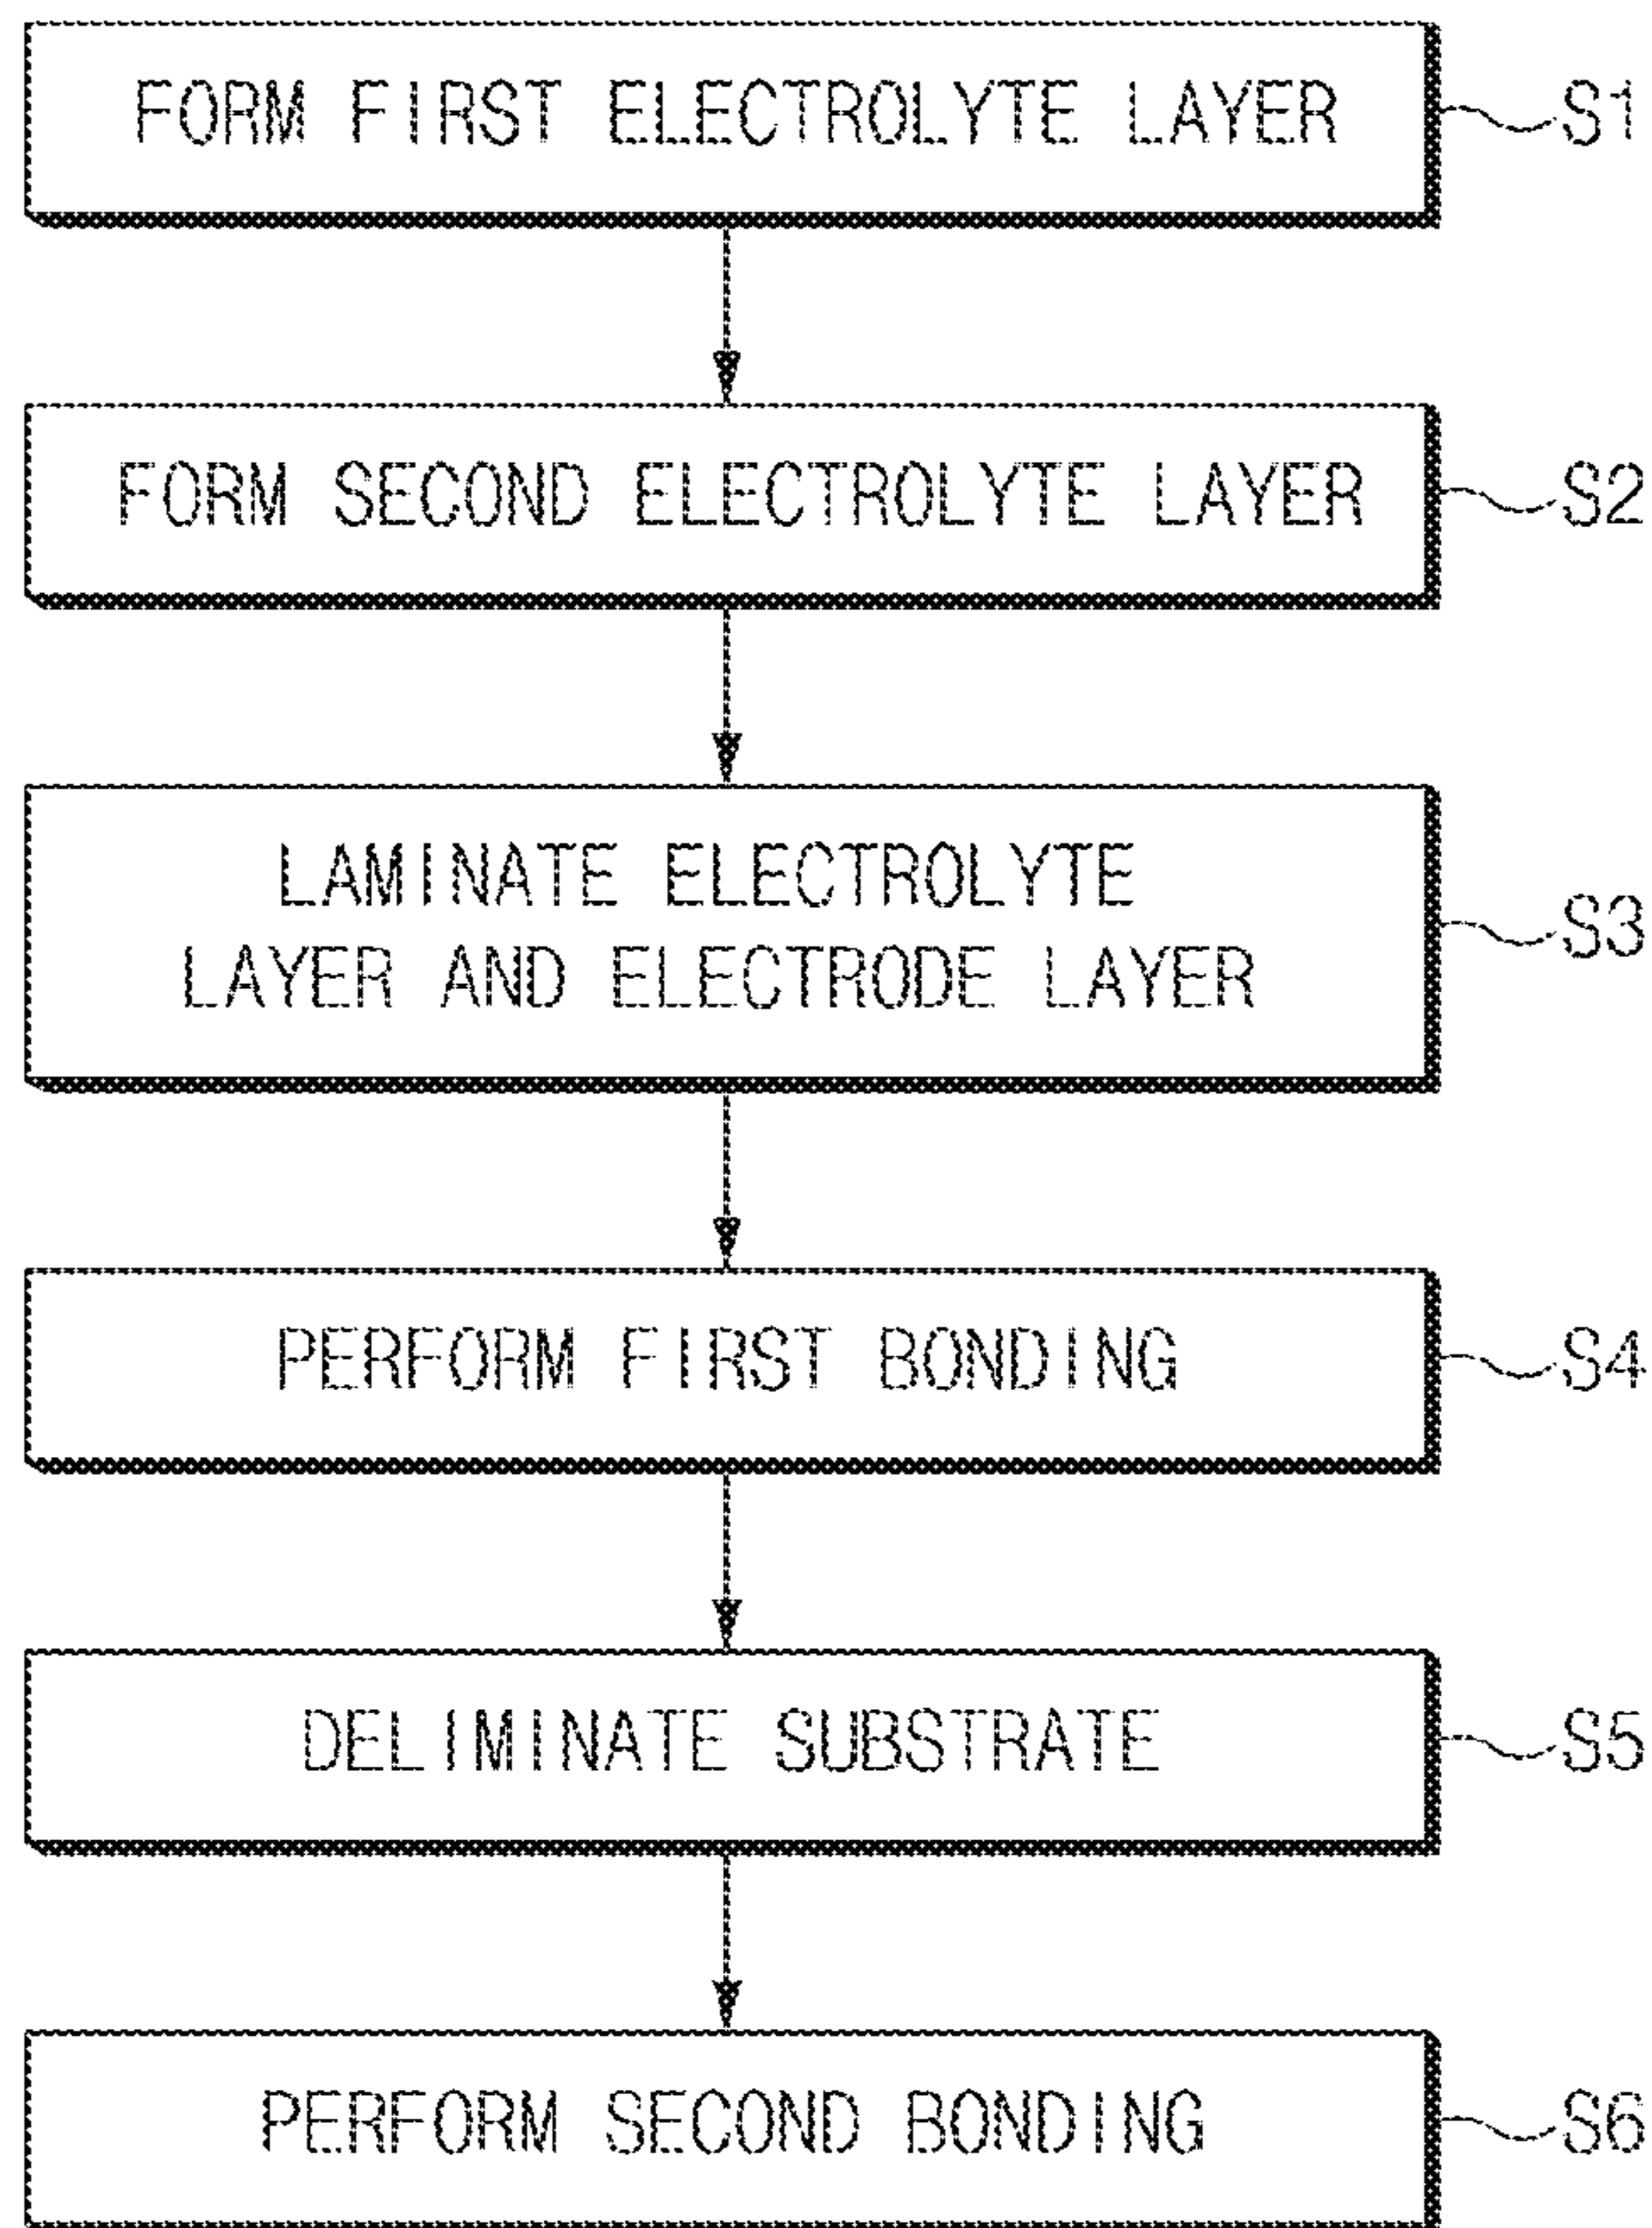 FORM FIRST ELECTROLYTE LAYER
S1
FORM SECOND ELECTROLYTE LAYER
S2
LAMINATE ELECTROLYTE
LAYER AND ELECTRODE LAYER
S3
PERFORM FIRST BONDING
S4
DELIMINATE SUBSTRATE
S5
PERFORM SECOND BONDING
S6